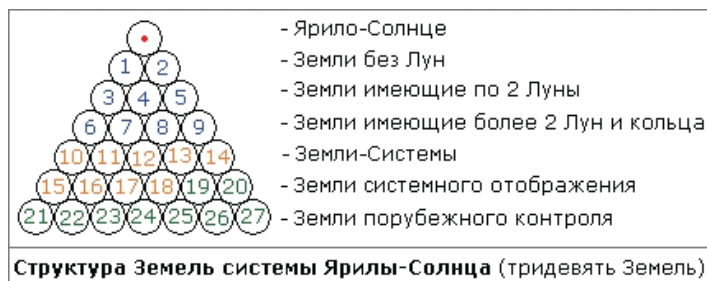 - Ярило-Солнце
1 2 - Земли без Лун
3 4 5 - Земли имеющие по 2 Луны
6 7 8 9 - Земли имеющие более 2 Лун и кольца
10 11 12 13 14 - Земли-Системы
15 16 17 18 19 20 - Земли системного отображения
21 22 23 24 25 26 27 - Земли порубежного контроля
Структура Земель системы Ярилы-Солнца (тридевять Земель)